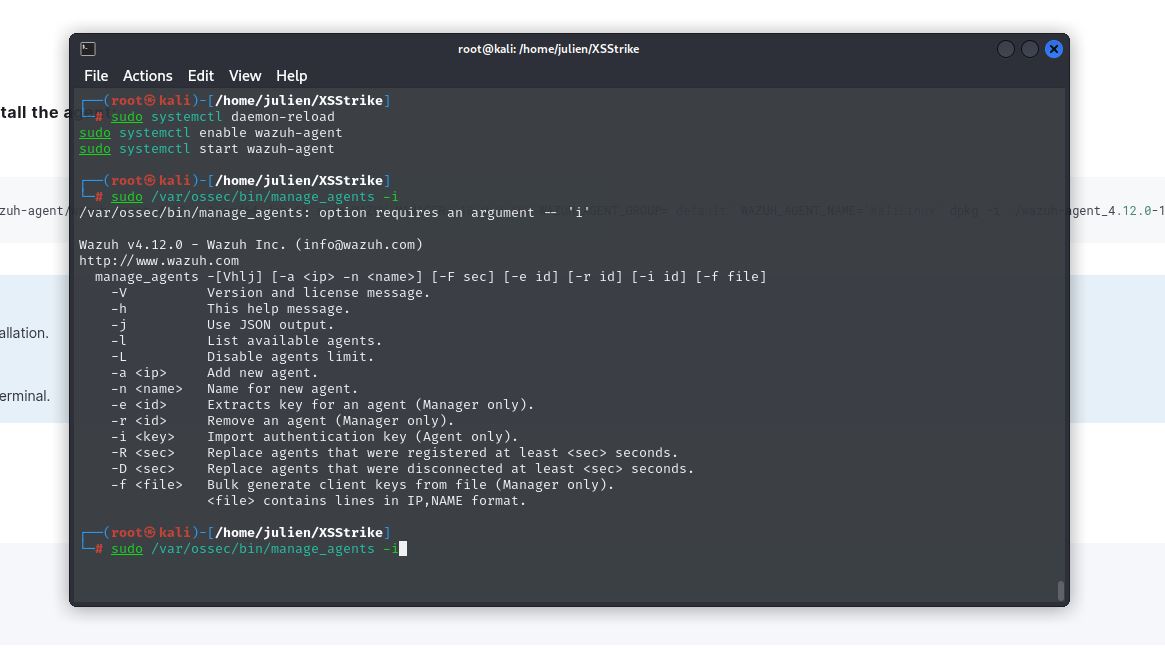 root@kali: /home/julien/XSStrike
File Actions Edit View Help
┌──(root㉿kali)-[/home/julien/XSStrike]
└─# sudo systemctl daemon-reload
sudo systemctl enable wazuh-agent
sudo systemctl start wazuh-agent
┌──(root㉿kali)-[/home/julien/XSStrike]
└─# sudo /var/ossec/bin/manage_agents -i
/var/ossec/bin/manage_agents: option requires an argument -- 'i'
Wazuh v4.12.0 - Wazuh Inc. (info@wazuh.com)
http://www.wazuh.com
manage_agents -[Vhlj] [-a <ip> -n <name>] [-F sec] [-e id] [-r id] [-i id] [-f file]
-V Version and license message.
-h This help message.
-j Use JSON output.
-l List available agents.
-L Disable agents limit.
-a <ip> Add new agent.
-n <name> Name for new agent.
-e <id> Extracts key for an agent (Manager only).
-r <id> Remove an agent (Manager only).
-i <key> Import authentication key (Agent only).
-R <sec> Replace agents that were registered at least <sec> seconds.
-D <sec> Replace agents that were disconnected at least <sec> seconds.
-f <file> Bulk generate client keys from file (Manager only).
<file> contains lines in IP,NAME format.
┌──(root㉿kali)-[/home/julien/XSStrike]
└─# sudo /var/ossec/bin/manage_agents -i
tall the a
zuh-agent/
AGENT_GROUP='default' WAZUH_AGENT_NAME='KaliLinux' dpkg -i ./wazuh-agent_4.12.0-1
allation.
erminal.